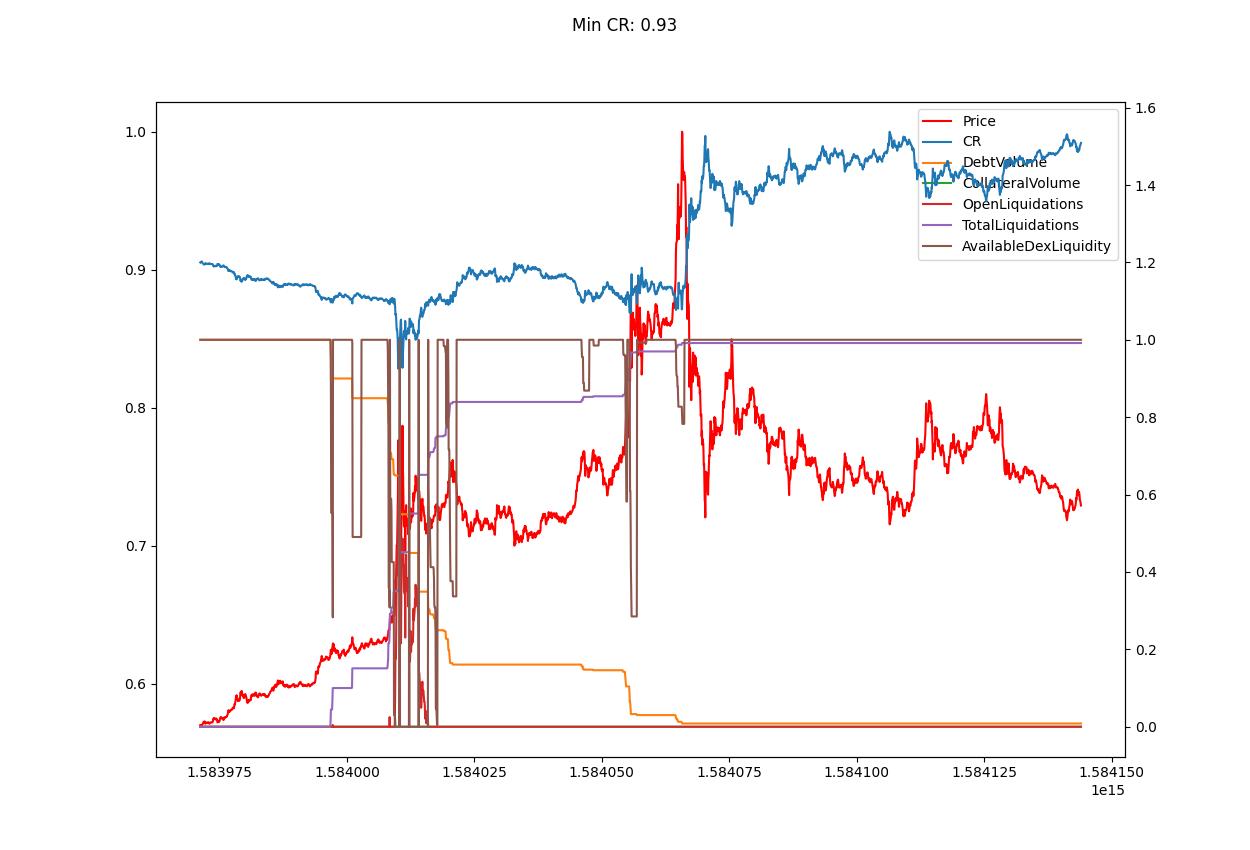 Min CR: 0.93
1.0
0.9
0.8
0.7
0.6
1.6
1.4
1.2
1.0
0.8
0.6
0.4
0.2
0.0
Price
CR
DebtVolume
CollateralVolume
OpenLiquidations
TotalLiquidations
AvailableDexLiquidity
1.583975 1.584000 1.584025 1.584050 1.584075 1.584100 1.584125 1.584150
1e15